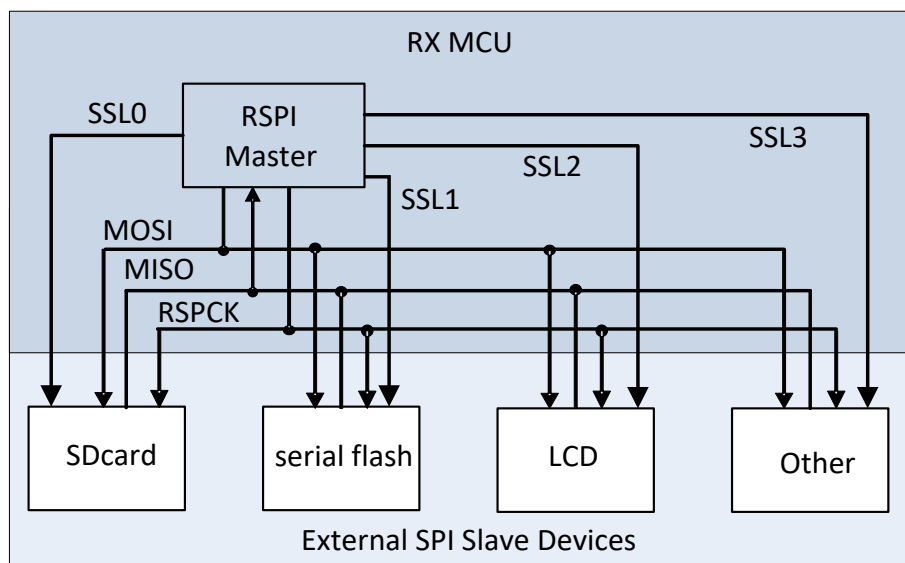 RX MCU
SSL0
RSPI
Master
SSL3
SSL2
SSL1
MOSI
MISO
RSPCK
SDcard
serial flash
LCD
Other
External SPI Slave Devices